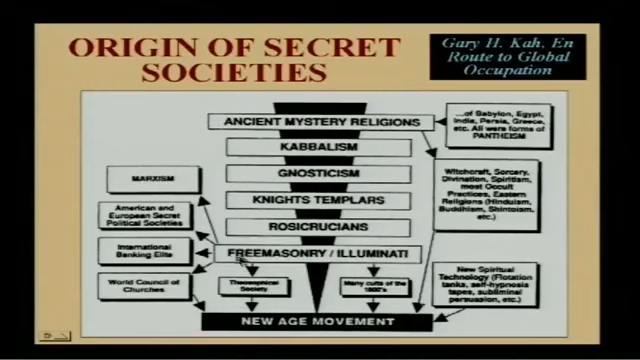 ORIGIN OF SECRET
SOCIETIES
Gary H. Kah, En
Route to Global
Occupation
ANCIENT MYSTERY RELIGIONS
...of Babylon, Egypt,
India, Persia, Greece,
etc. All were forms of
PANTHEISM
KABBALISM
GNOSTICISM
KNIGHTS TEMPLARS
ROSICRUCIANS
FREEMASONRY / ILLUMINATI
Witchcraft, Sorcery,
Divination, Spiritism,
most Occult
Practices, Eastern
Religions (Hinduism,
Buddhism, Shintoism,
etc.)
MARXISM
American and
European Secret
Political Societies
International
Banking Elite
World Council of
Churches
Theosophical
Society
Many cults of the
1800's
New Spiritual
Technology (Flotation
tanks, self-hypnosis
tapes, subliminal
persuasion, etc.)
NEW AGE MOVEMENT